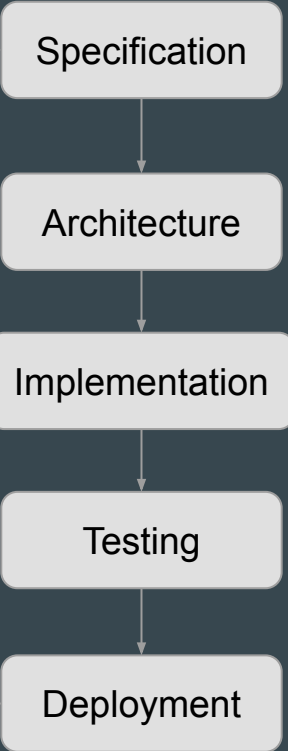 Specification
Architecture
Implementation
Testing
Deployment